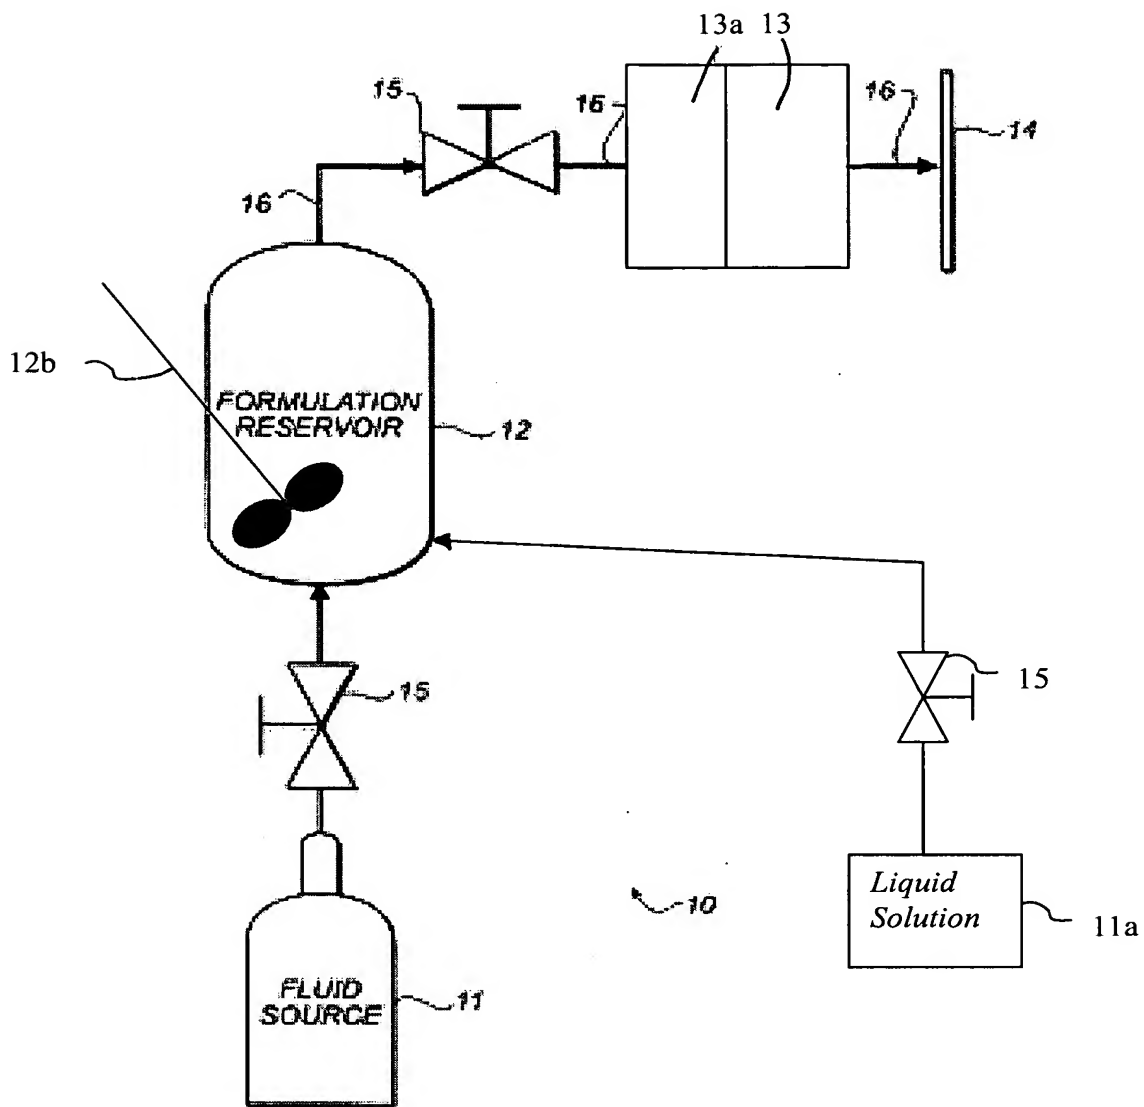 13a 13
15
16
16
14
16
12b
FORMULATION
RESERVOIR
12
15
15
10
Liquid
Solution
11a
FLUID
SOURCE
11